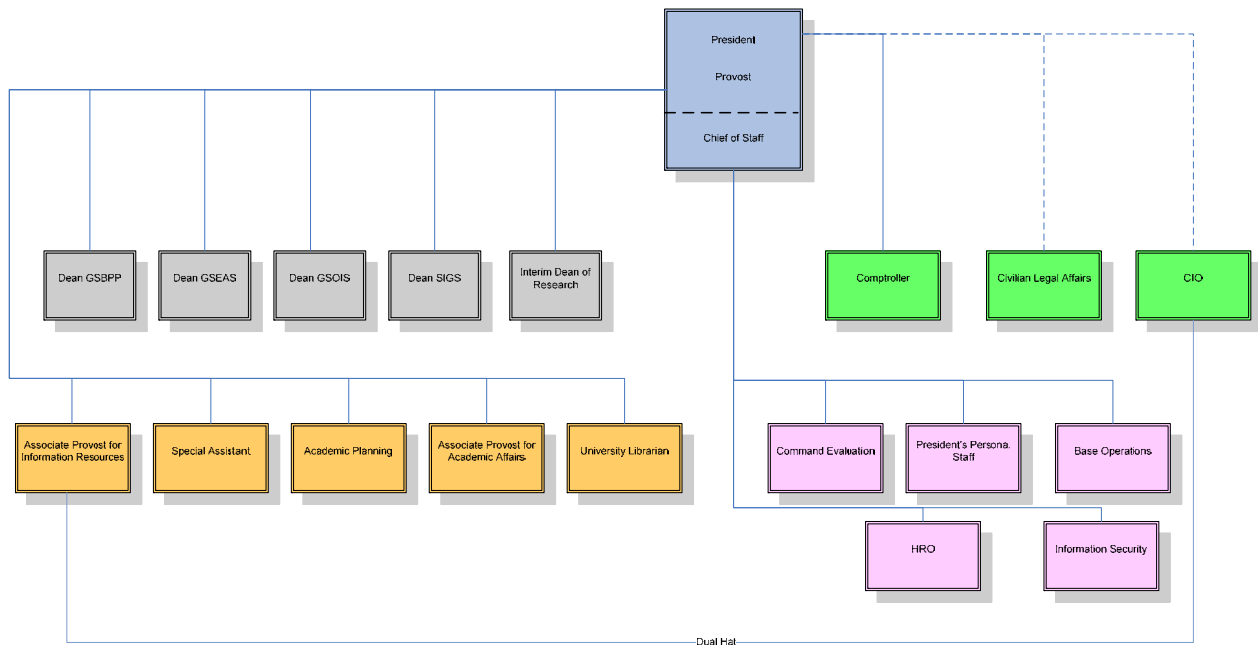 President
Provost
Chief of Staff
Dean GSBPP
Dean GSEAS
Dean GSOIS
Dean SIGS
Interim Dean of
Research
Comptroller
Civilian Legal Affairs
CIO
Associate Provost for
Information Resources
Special Assistant
Academic Planning
Associate Provost for
Academic Affairs
University Librarian
Command Evaluation
President's Persona.
Staff
Base Operations
HRO
Information Security
Dual Hat